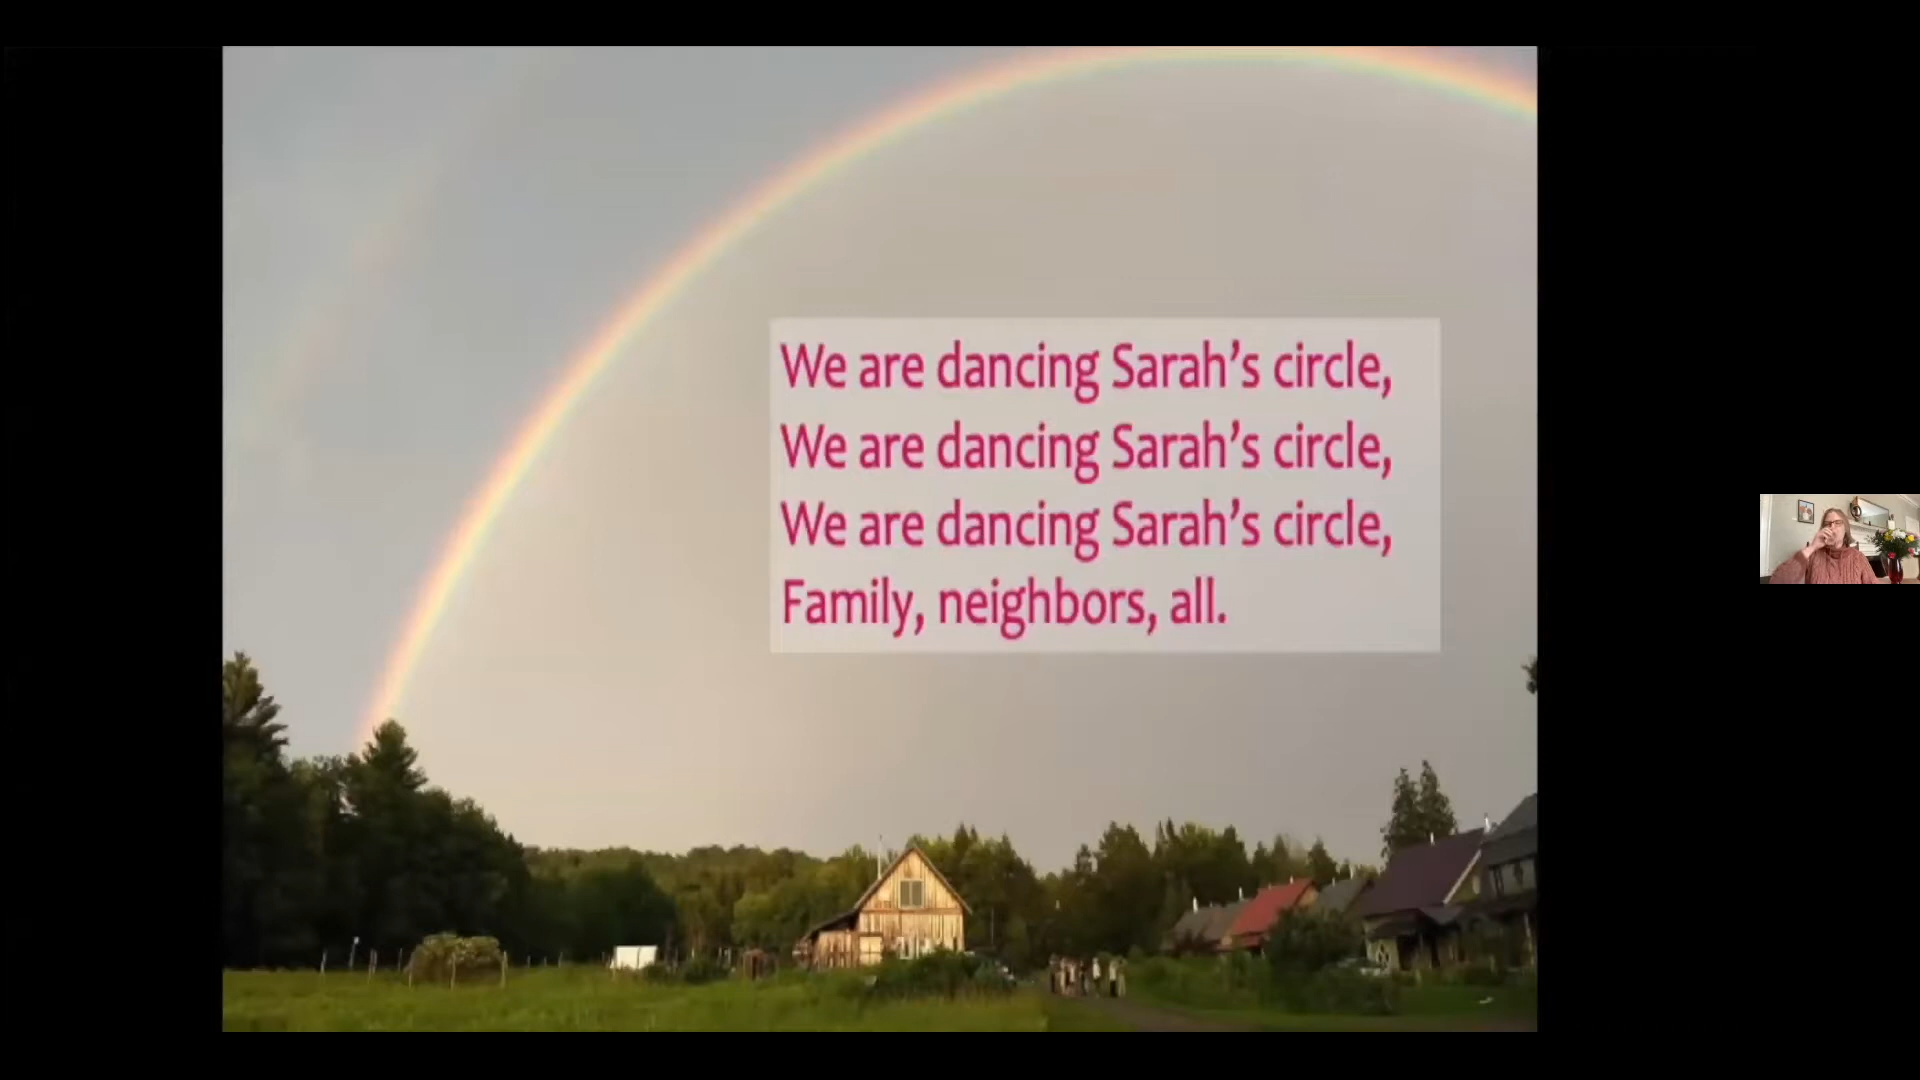 We are dancing Sarah’s circle,
We are dancing Sarah’s circle,
We are dancing Sarah’s circle,
Family, neighbors, all.